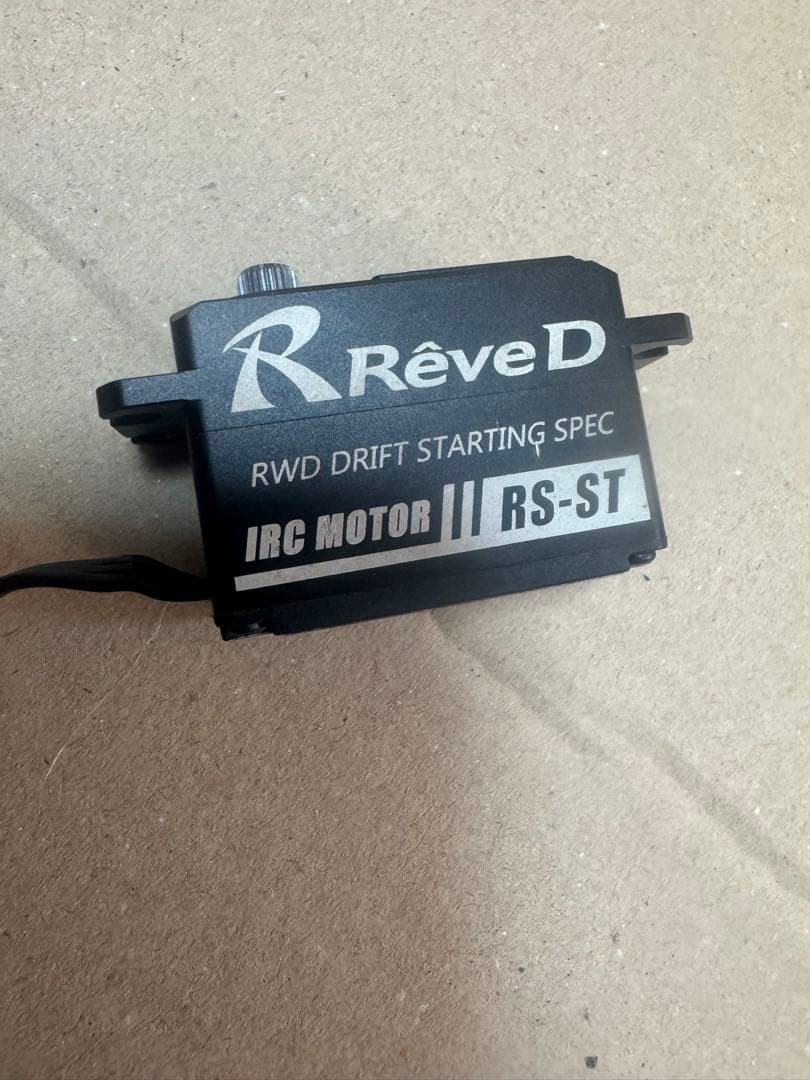 RêveD
RWD DRIFT STARTING SPEC
IRC MOTOR RS-ST